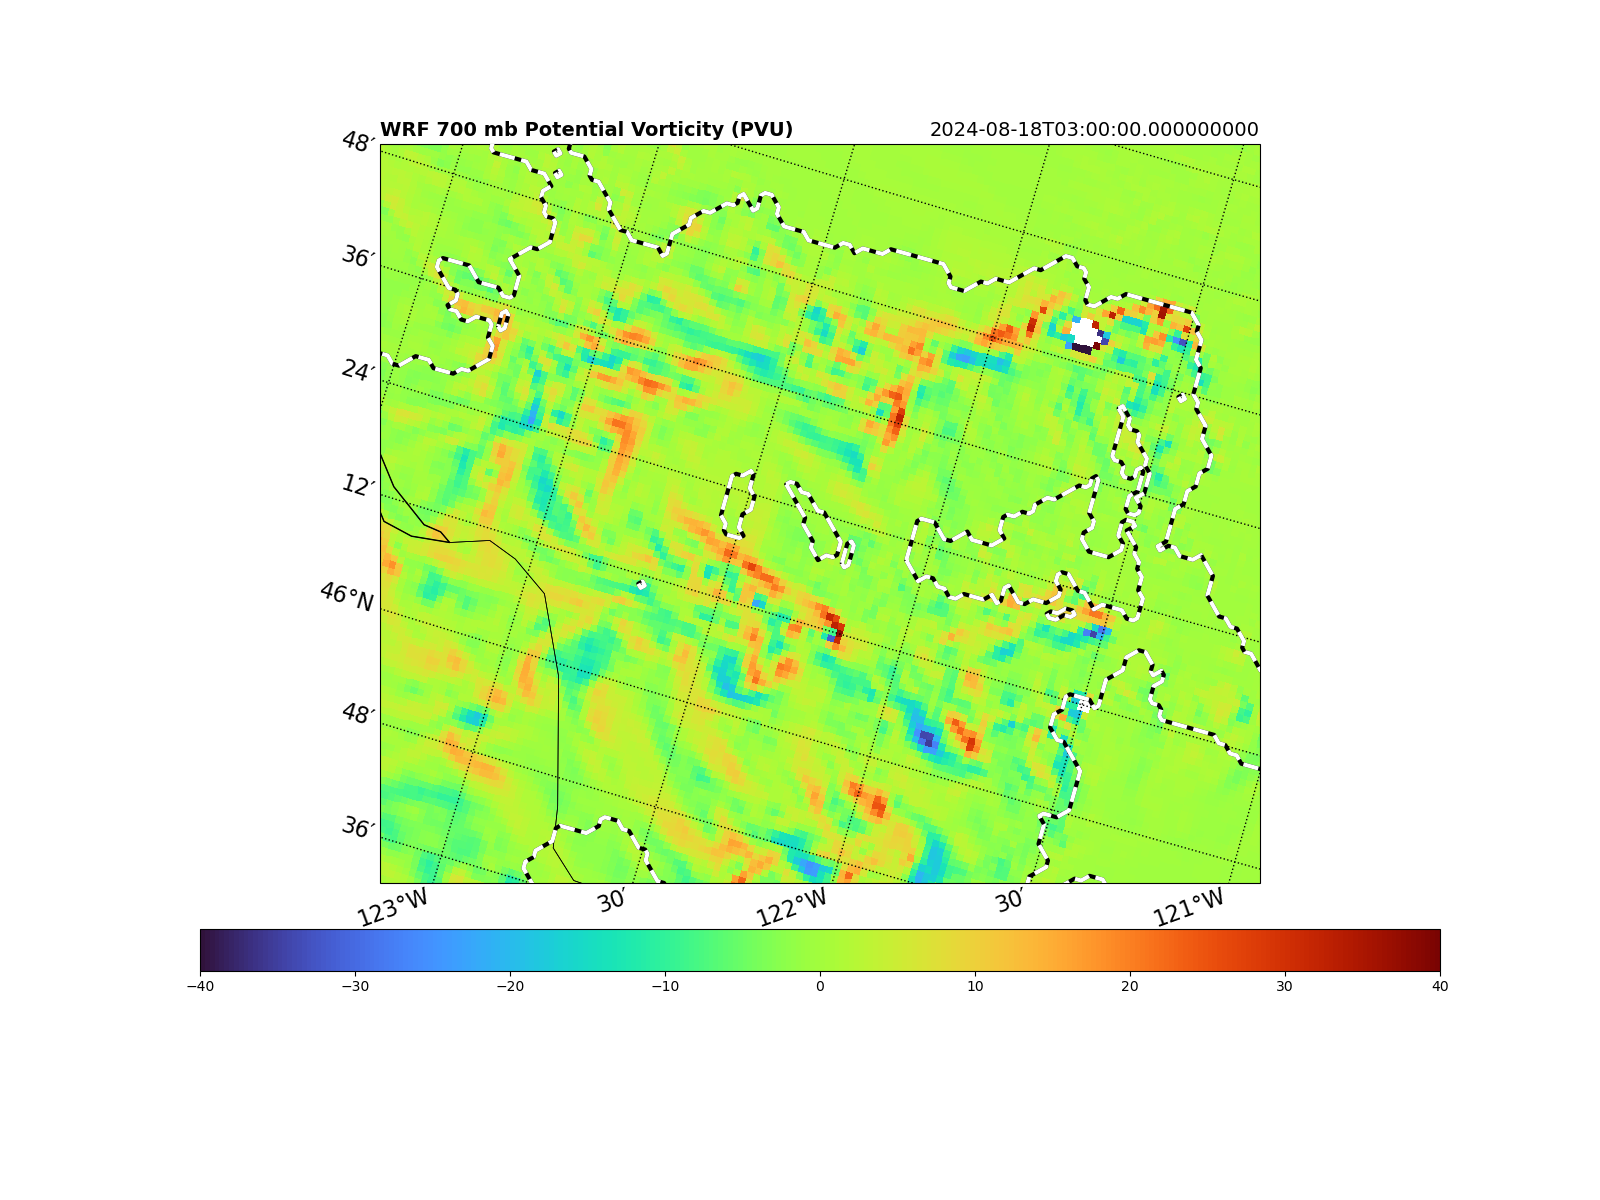 WRF 700 mb Potential Vorticity (PVU) 2024-08-18T03:00:00.000000000
48′
36′
24′
12′
46°N
48′
36′
123°W 30′ 122°W 30′ 121°W
−40 −30 −20 −10 0 10 20 30 40